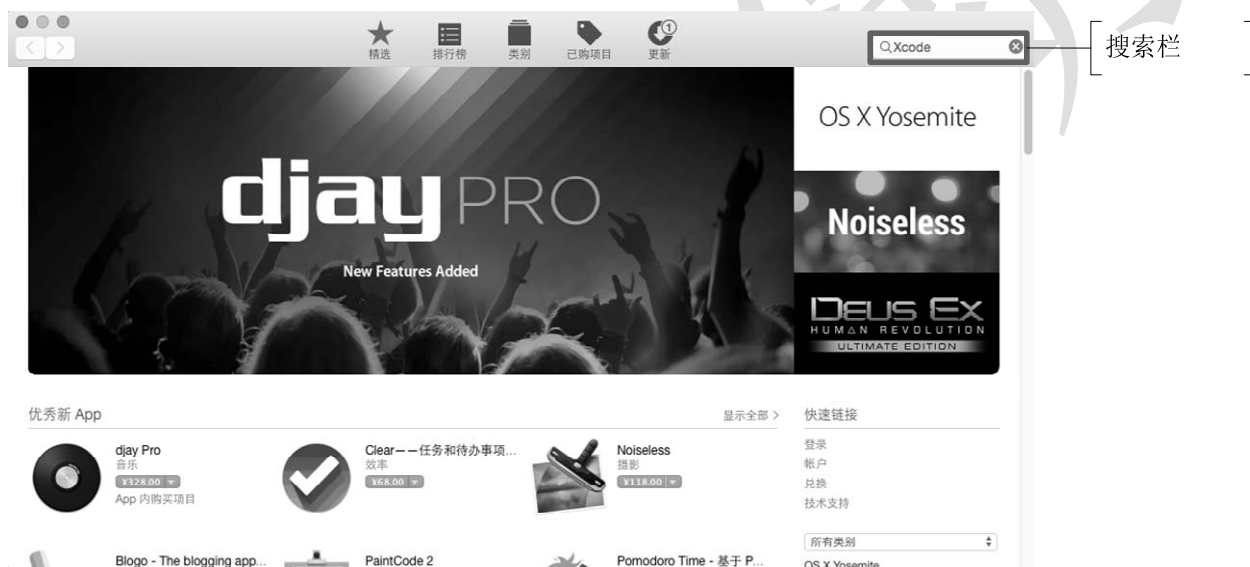 精选
排行榜
类别
已购项目
更新
1
Xcode
搜索栏
djay PRO
New Features Added
OS X Yosemite
Noiseless
DEUS EX
HUMAN REVOLUTION
ULTIMATE EDITION
优秀新 App
显示全部 >
djay Pro
音乐
¥328.00
App 内购买项目
Clear——任务和待办事项...
效率
¥68.00
Noiseless
摄影
¥118.00
Blogo - The blogging app...
PaintCode 2
Pomodoro Time - 基于 P...
快速链接
登录
帐户
兑换
技术支持
所有类别
OS X Yosemite